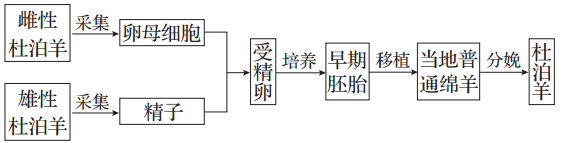 雌性
杜泊羊
采集
卵母细胞
雄性
杜泊羊
采集
精子
受
精
卵
培养
早期
胚胎
移植
当地普
通绵羊
分娩
杜
泊
羊